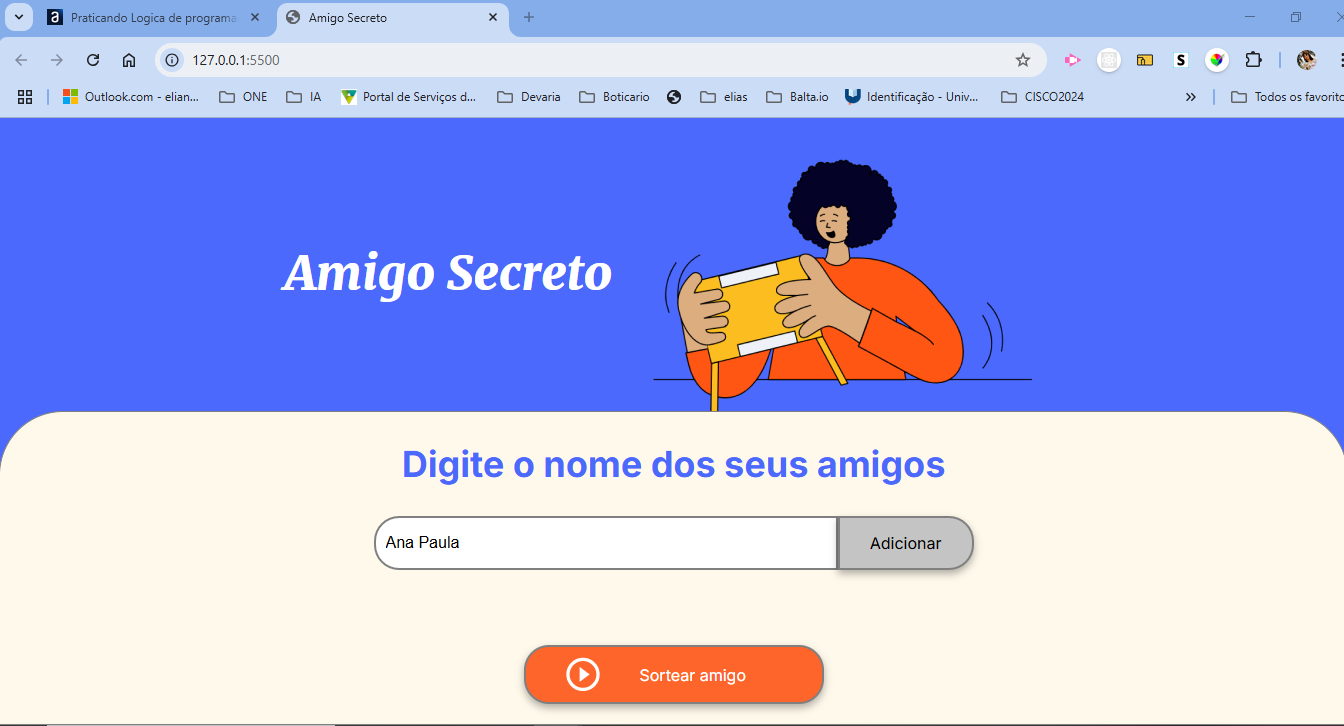 Praticando Logica de programa
Amigo Secreto
127.0.0.1:5500
Outlook.com - elian...
ONE
IA
Portal de Serviços d...
Devaria
Boticario
elias
Balta.io
Identificação - Univ...
CISCO2024
Todos os favorito
Amigo Secreto
Digite o nome dos seus amigos
Ana Paula
Adicionar
Sortear amigo